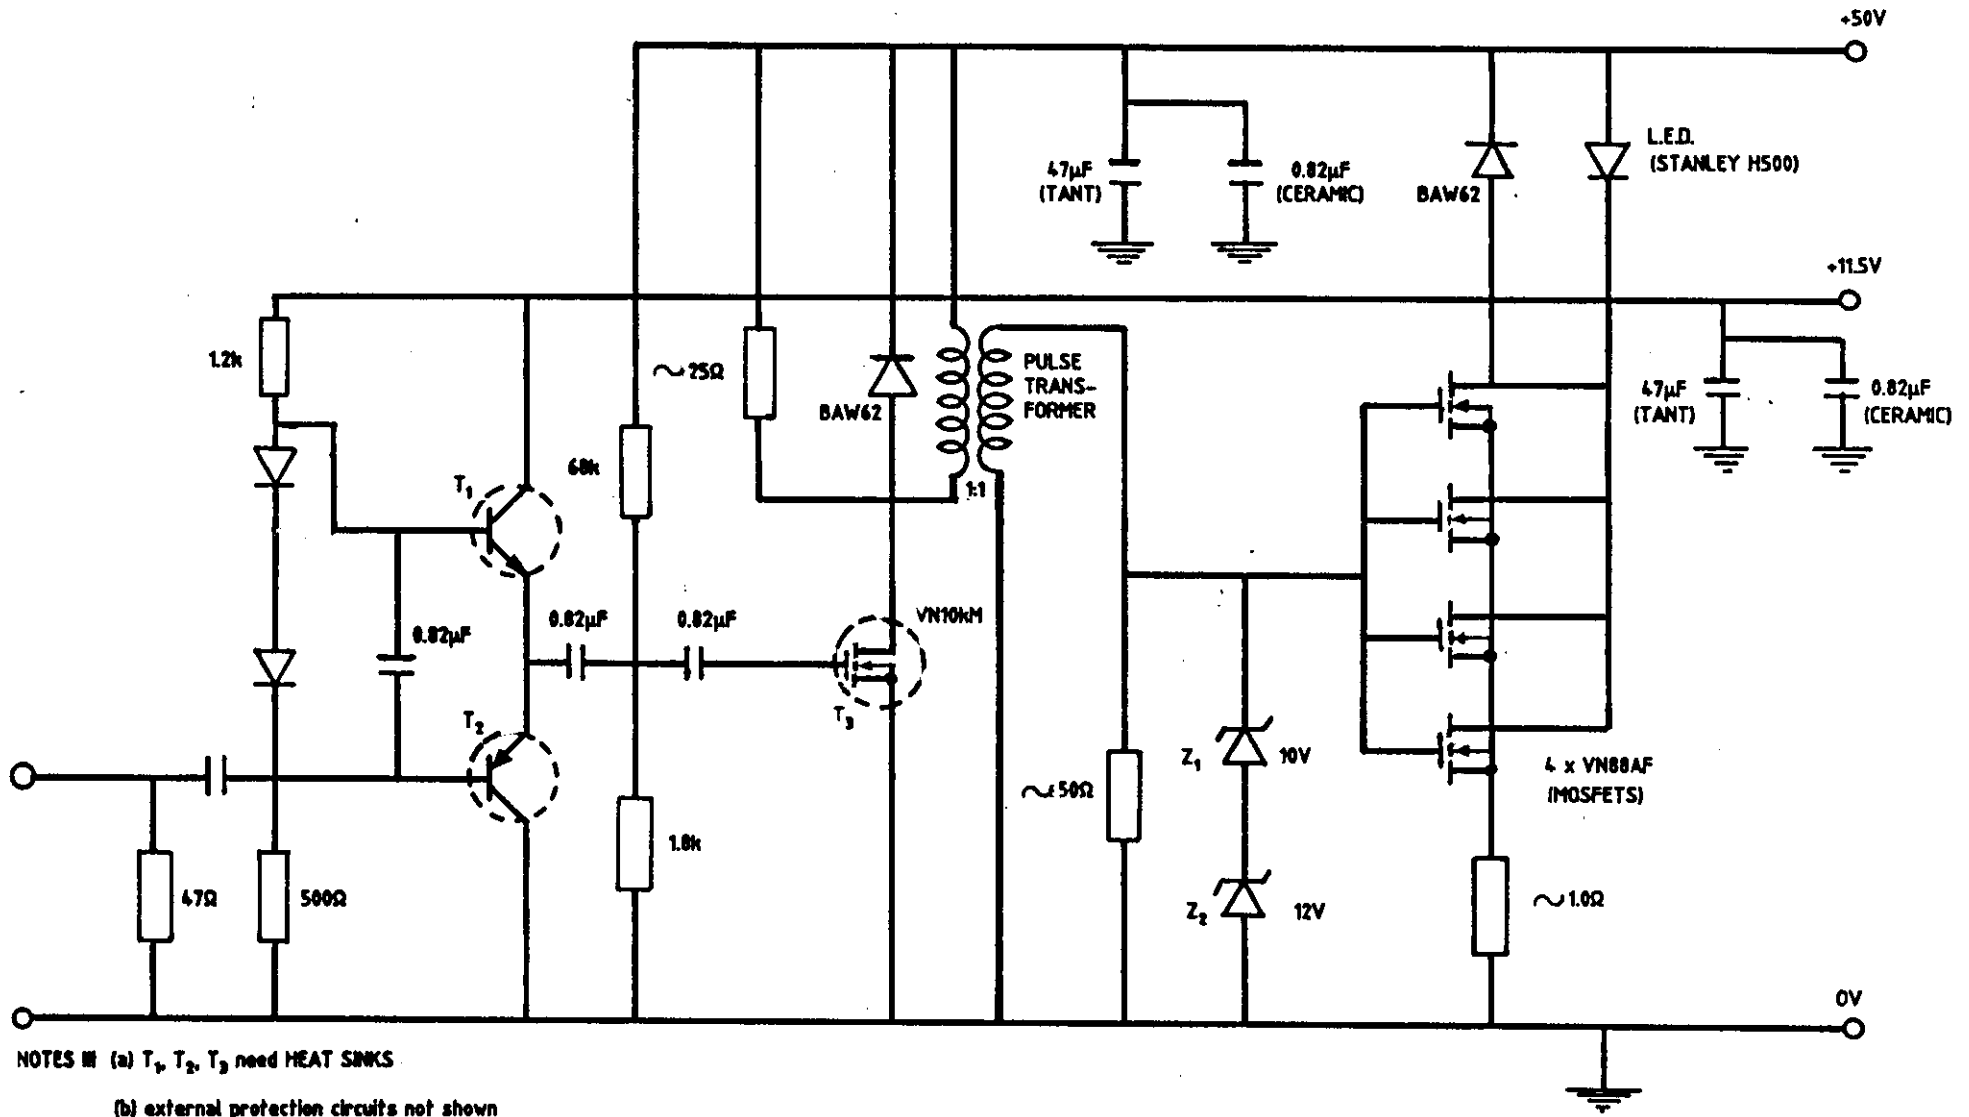 +50V
L.E.D.
(STANLEY H500)
47µF
(TANT)
0.82µF
(CERAMIC)
BAW62
+11.5V
1.2k
~25Ω
BAW62
PULSE
TRANS-
FORMER
1:1
47µF
(TANT)
0.82µF
(CERAMIC)
T1
68k
0.82µF
0.82µF
0.82µF
VN10kM
T3
T2
Z1
10V
4 x VN88AF
(MOSFETS)
~50Ω
1.8k
47Ω
500Ω
Z2
12V
~1.0Ω
0V
NOTES !!! (a) T1, T2, T3 need HEAT SINKS
(b) external protection circuits not shown